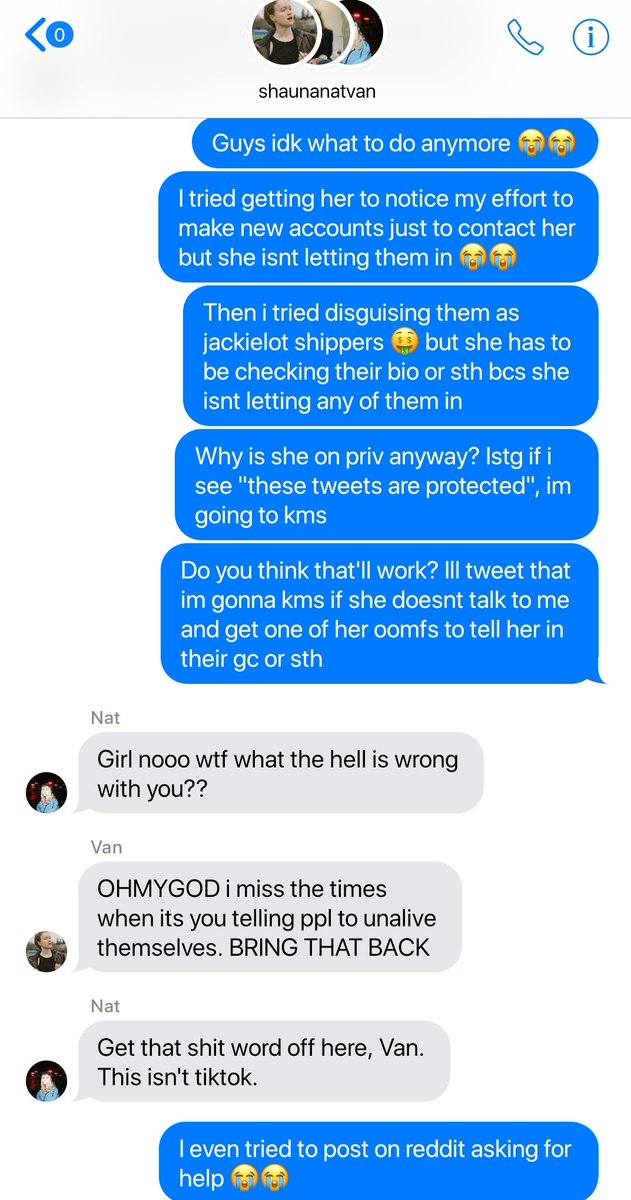 0
shaunanatvan
Guys idk what to do anymore 😭😭
I tried getting her to notice my effort to
make new accounts just to contact her
but she isnt letting them in 😭😭
Then i tried disguising them as
jackielot shippers 🤑 but she has to
be checking their bio or sth bcs she
isnt letting any of them in
Why is she on priv anyway? Istg if i
see "these tweets are protected", im
going to kms
Do you think that'll work? Ill tweet that
im gonna kms if she doesnt talk to me
and get one of her oomfs to tell her in
their gc or sth
Nat
Girl nooo wtf what the hell is wrong
with you??
Van
OHMYGOD i miss the times
when its you telling ppl to unalive
themselves. BRING THAT BACK
Nat
Get that shit word off here, Van.
This isn't tiktok.
I even tried to post on reddit asking for
help 😭😭